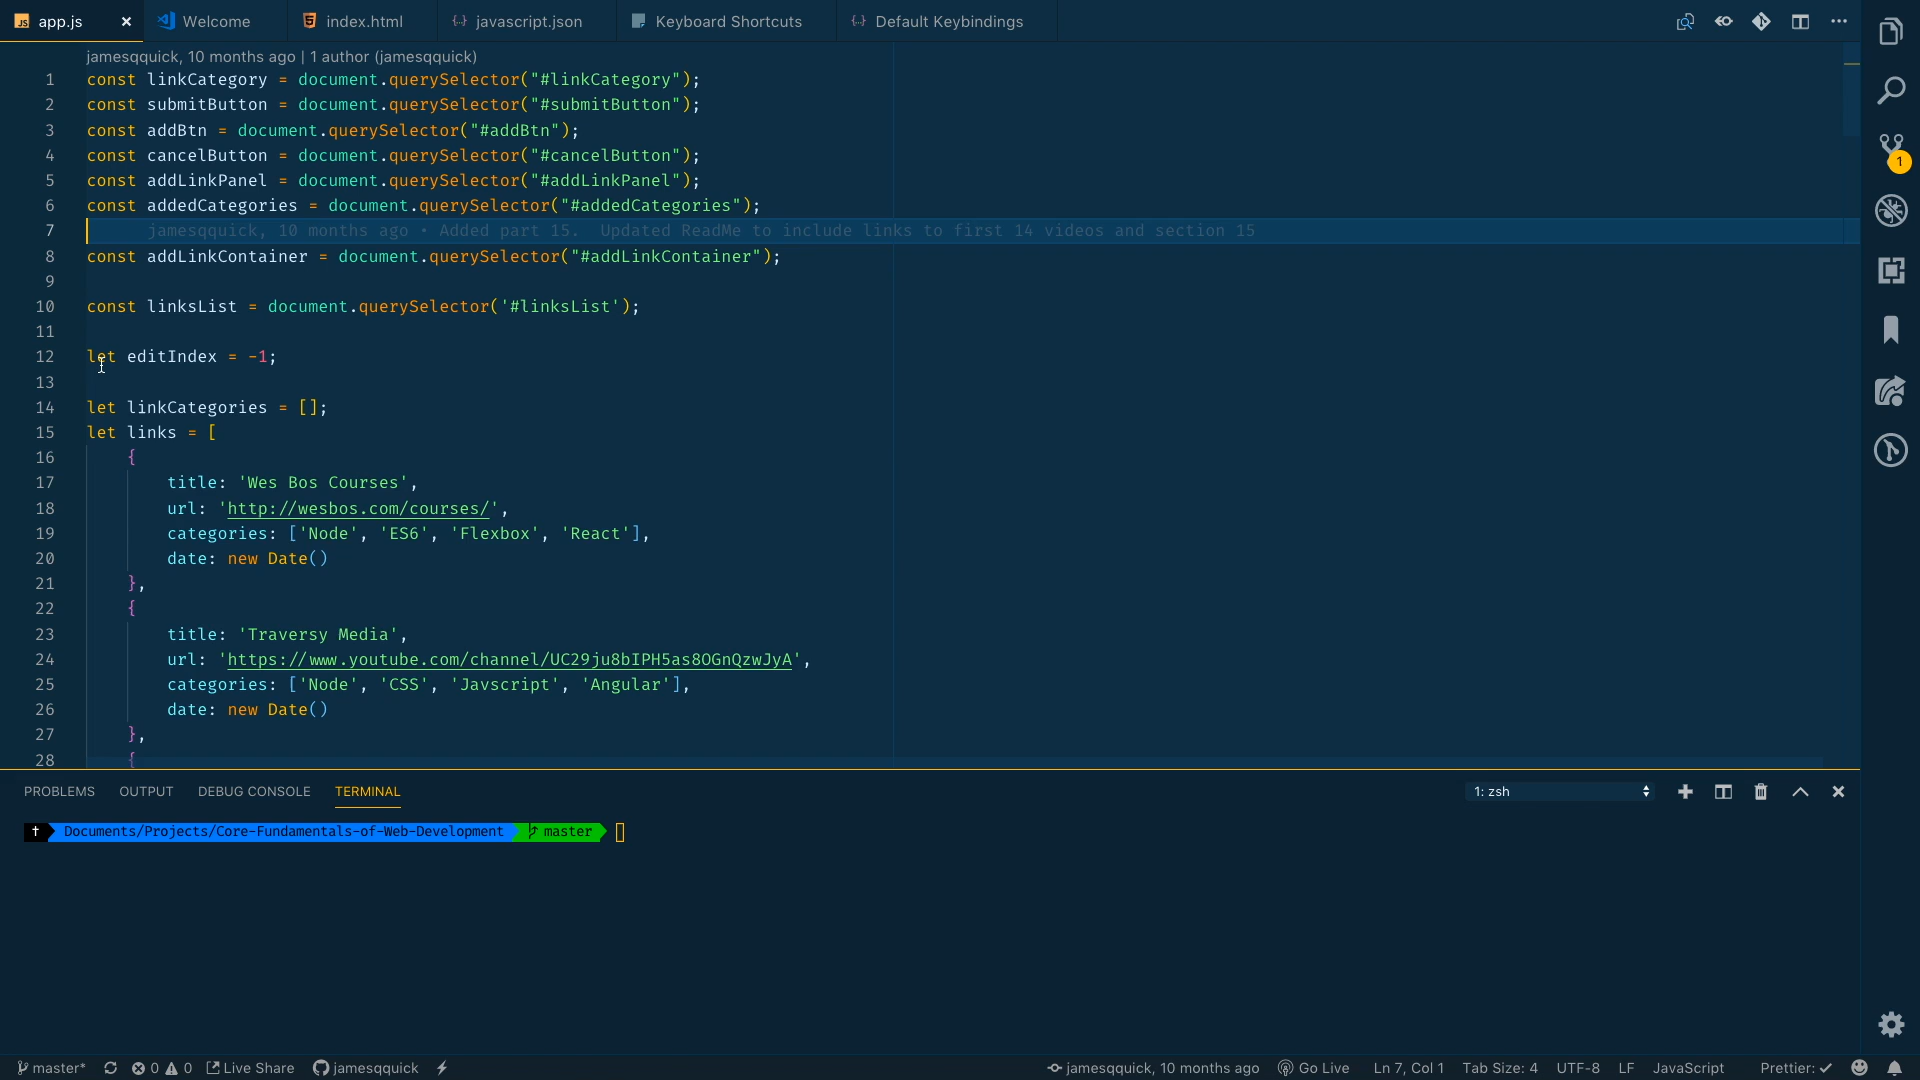 app.js × Welcome index.html javascript.json Keyboard Shortcuts Default Keybindings
jamesqquick, 10 months ago | 1 author (jamesqquick)
1 const linkCategory = document.querySelector("#linkCategory");
2 const submitButton = document.querySelector("#submitButton");
3 const addBtn = document.querySelector("#addBtn");
4 const cancelButton = document.querySelector("#cancelButton");
5 const addLinkPanel = document.querySelector("#addLinkPanel");
6 const addedCategories = document.querySelector("#addedCategories");
7 jamesqquick, 10 months ago • Added part 15.  Updated ReadMe to include links to first 14 videos and section 15
8 const addLinkContainer = document.querySelector("#addLinkContainer");
9
10 const linksList = document.querySelector('#linksList');
11
12 let editIndex = -1;
13
14 let linkCategories = [];
15 let links = [
16 {
17 title: 'Wes Bos Courses',
18 url: 'http://wesbos.com/courses/',
19 categories: ['Node', 'ES6', 'Flexbox', 'React'],
20 date: new Date()
21 },
22 {
23 title: 'Traversy Media',
24 url: 'https://www.youtube.com/channel/UC29ju8bIPH5as8OGnQzwJyA',
25 categories: ['Node', 'CSS', 'Javscript', 'Angular'],
26 date: new Date()
27 },
28 {
1
PROBLEMS OUTPUT DEBUG CONSOLE TERMINAL 1: zsh
Documents/Projects/Core-Fundamentals-of-Web-Development master
master* 0 0 Live Share jamesqquick jamesqquick, 10 months ago Go Live Ln 7, Col 1 Tab Size: 4 UTF-8 LF JavaScript Prettier: ✓